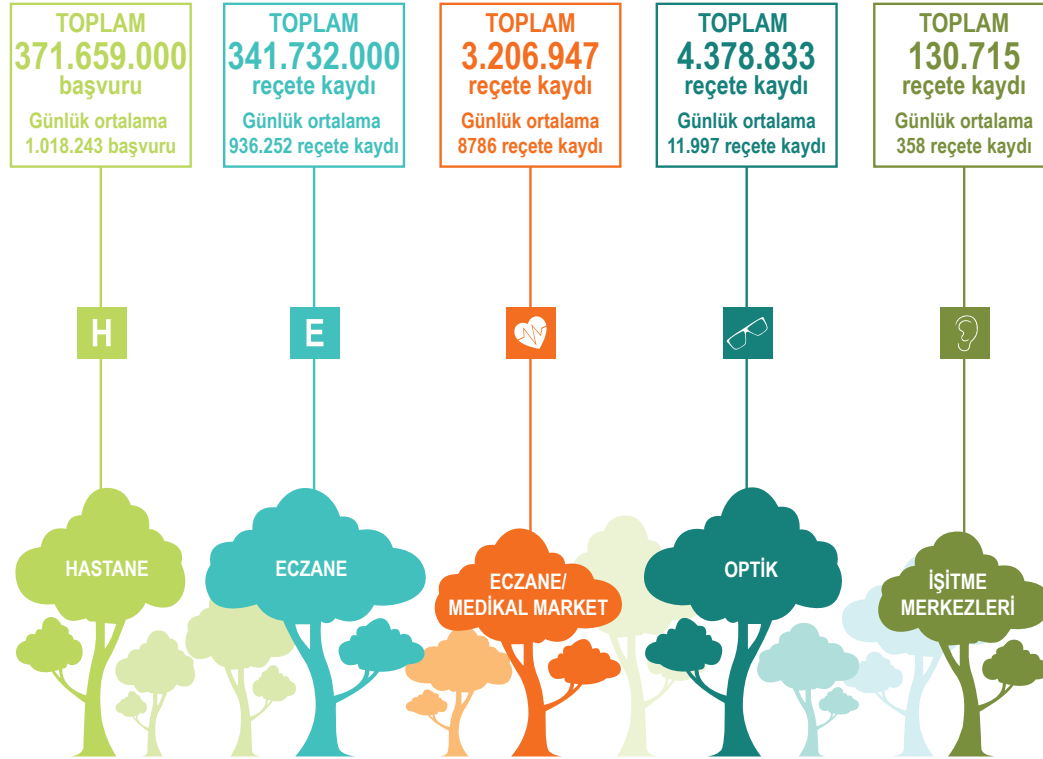 TOPLAM
371.659.000
başvuru
Günlük ortalama
1.018.243 başvuru
TOPLAM
341.732.000
reçete kaydı
Günlük ortalama
936.252 reçete kaydı
TOPLAM
3.206.947
reçete kaydı
Günlük ortalama
8786 reçete kaydı
TOPLAM
4.378.833
reçete kaydı
Günlük ortalama
11.997 reçete kaydı
TOPLAM
130.715
reçete kaydı
Günlük ortalama
358 reçete kaydı
H
E
HASTANE
ECZANE
ECZANE/
MEDİKAL MARKET
OPTİK
İŞİTME
MERKEZLERİ